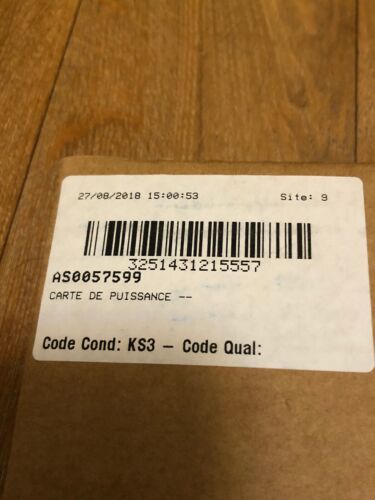 27/08/2018 15:00:53 Site: 9
3251431215557
AS0057599
CARTE DE PUISSANCE --
Code Cond: KS3 – Code Qual: